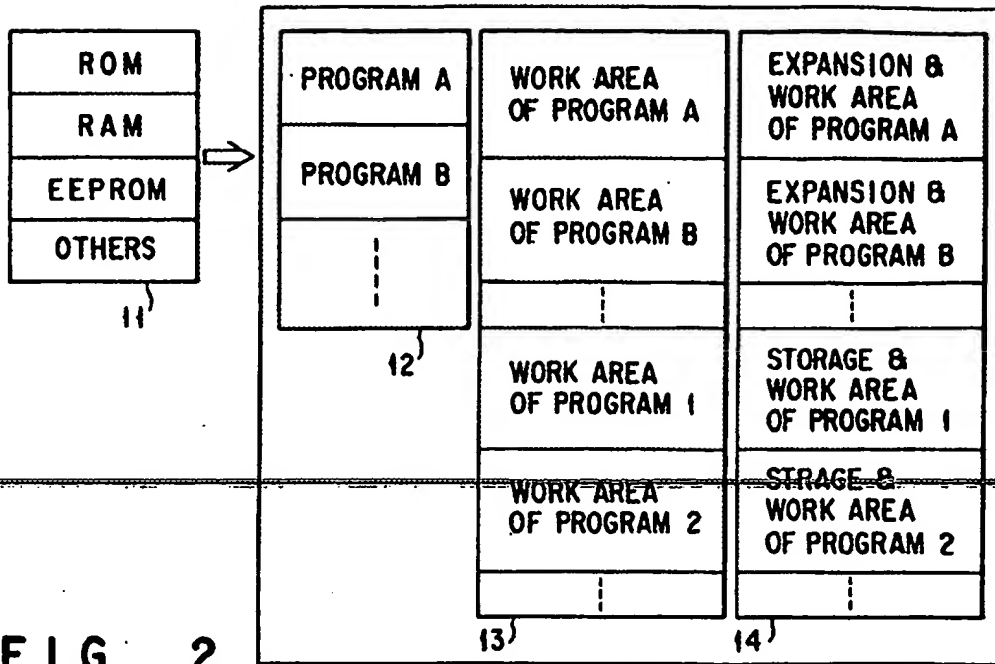 ROM
RAM
EEPROM
OTHERS
11
PROGRAM A
PROGRAM B
12
WORK AREA
OF PROGRAM A
WORK AREA
OF PROGRAM B
WORK AREA
OF PROGRAM 1
WORK AREA
OF PROGRAM 2
13
EXPANSION &
WORK AREA
OF PROGRAM A
EXPANSION &
WORK AREA
OF PROGRAM B
STORAGE &
WORK AREA
OF PROGRAM 1
STRAGE &
WORK AREA
OF PROGRAM 2
14
FIG. 2